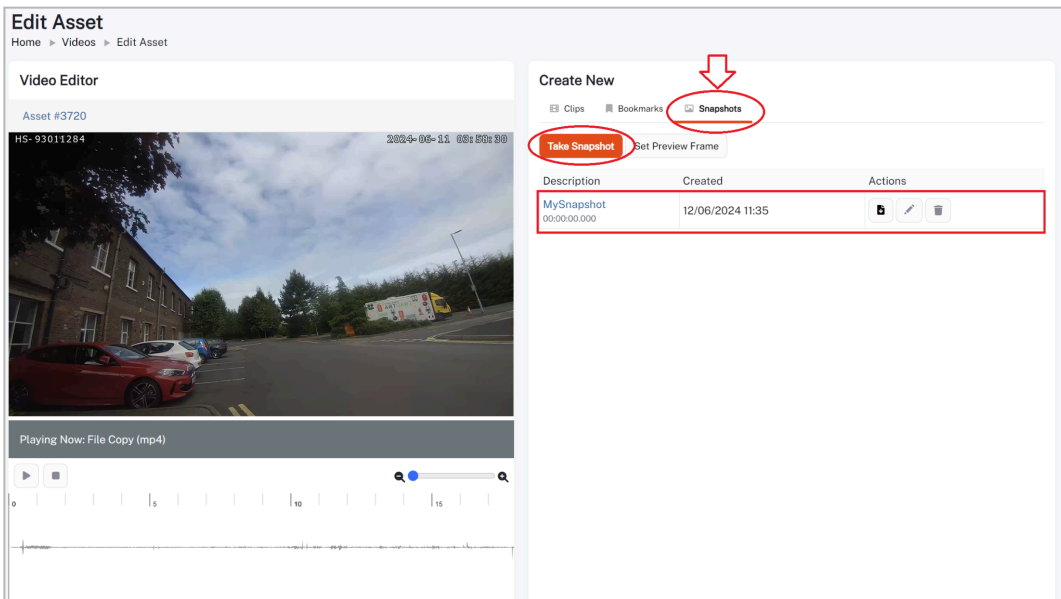 Edit Asset
Home ▶ Videos ▶ Edit Asset
Video Editor
Asset #3720
HS-93011284 2024-06-11 03:58:30
Playing Now: File Copy (mp4)
0 5 10 15
Create New
Clips Bookmarks Snapshots
Take Snapshot Set Preview Frame
Description Created Actions
MySnapshot 12/06/2024 11:35
00:00:00.000